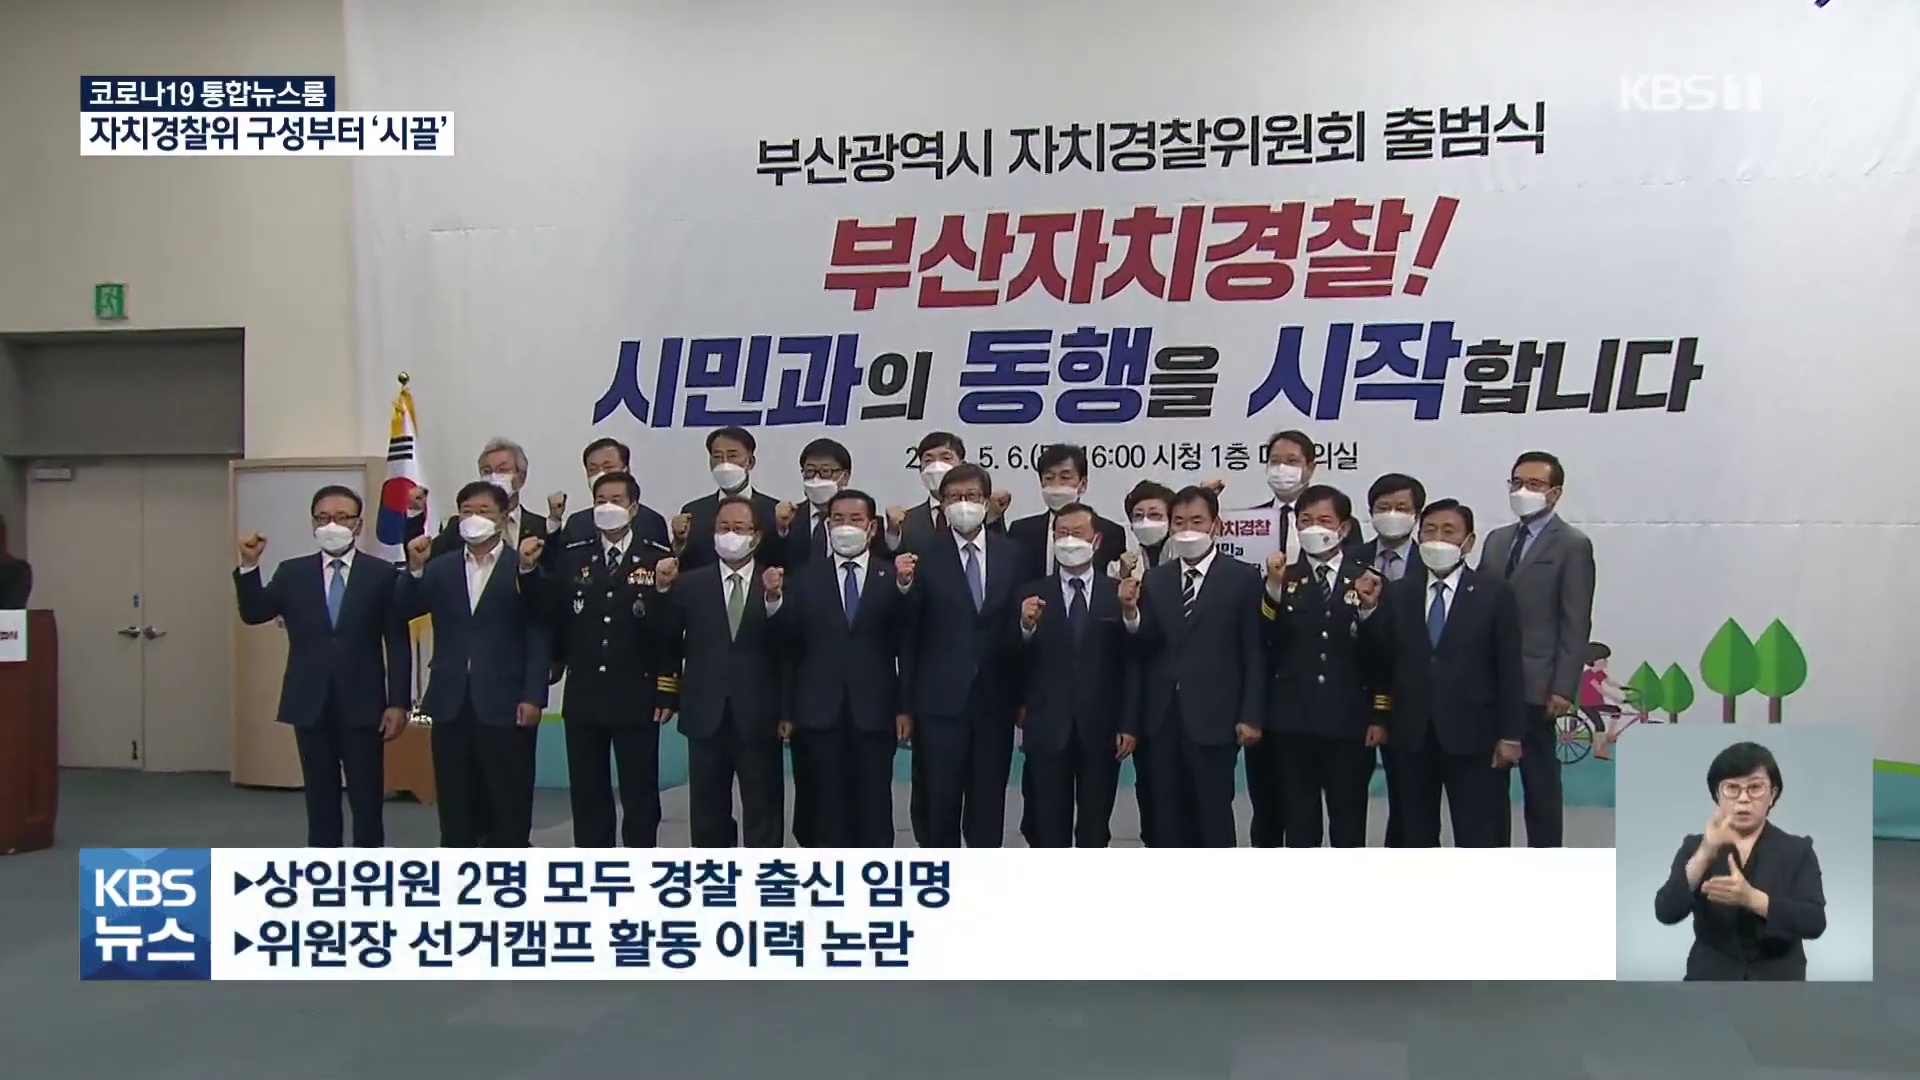 코로나19 통합뉴스룸
자치경찰위 구성부터 ‘시끌’
KBS 1
부산광역시 자치경찰위원회 출범식
부산자치경찰!
시민과의 동행을 시작합니다
5. 6. 16:00 시청 1층
자치경찰
KBS
뉴스
▶상임위원 2명 모두 경찰 출신 임명
▶위원장 선거캠프 활동 이력 논란